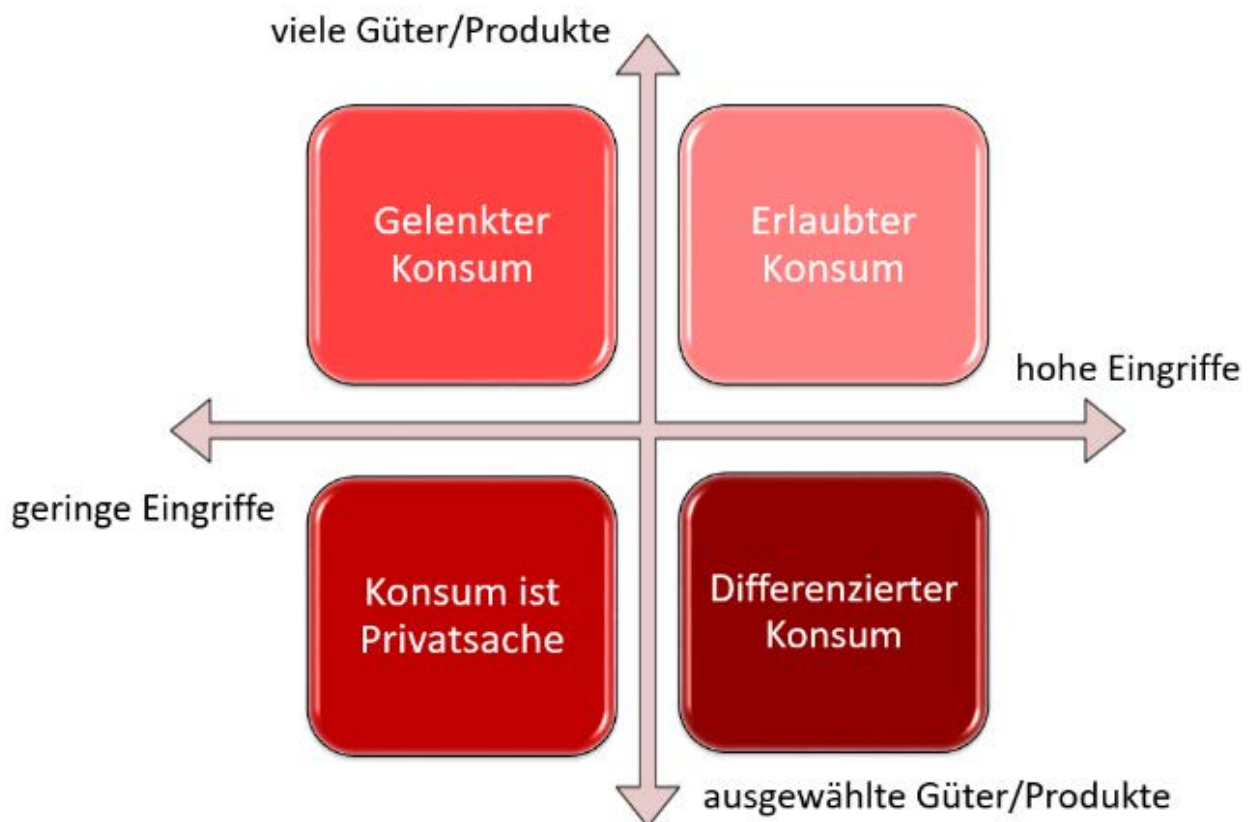 viele Güter/Produkte
Gelenkter
Konsum
Erlaubter
Konsum
hohe Eingriffe
geringe Eingriffe
Konsum ist
Privatsache
Differenzierter
Konsum
ausgewählte Güter/Produkte